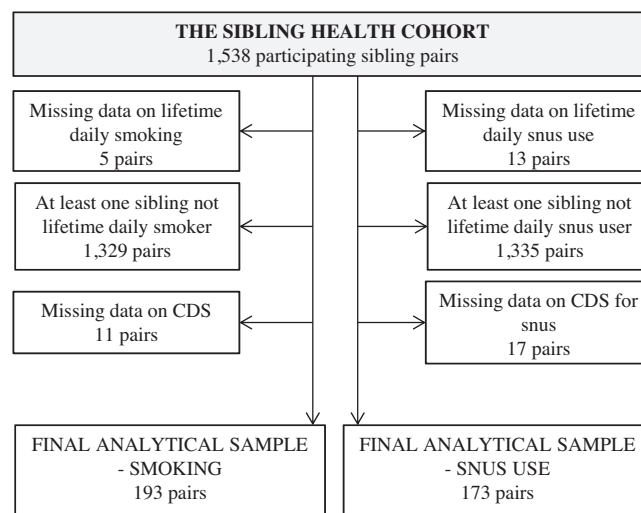 THE SIBLING HEALTH COHORT
1,538 participating sibling pairs
Missing data on lifetime
daily smoking
5 pairs
Missing data on lifetime
daily snus use
13 pairs
At least one sibling not
lifetime daily smoker
1,329 pairs
At least one sibling not
lifetime daily snus user
1,335 pairs
Missing data on CDS
11 pairs
Missing data on CDS for
snus
17 pairs
FINAL ANALYTICAL SAMPLE
- SMOKING
193 pairs
FINAL ANALYTICAL SAMPLE
- SNUS USE
173 pairs